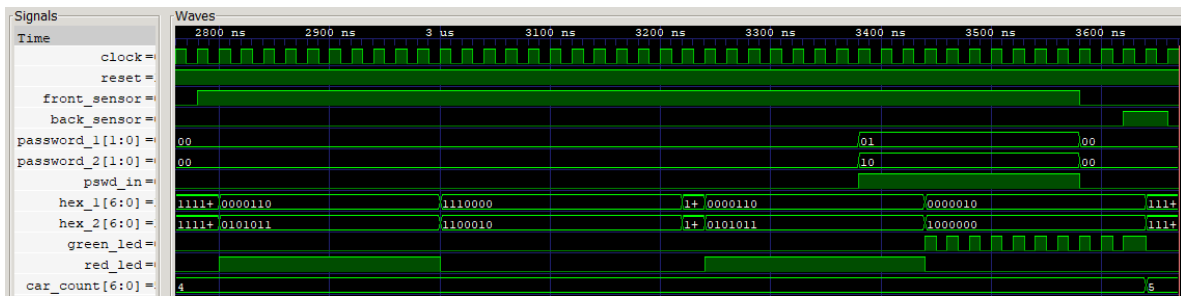 Signals Waves
Time 2800 ns 2900 ns 3 us 3100 ns 3200 ns 3300 ns 3400 ns 3500 ns 3600 ns
clock=
reset=
front_sensor=
back_sensor=
password_1[1:0]= 00 01 00
password_2[1:0]= 00 10 00
pswd_in=
hex_1[6:0]= 1111+ 0000110 1110000 1+ 0000110 0000010 111+
hex_2[6:0]= 1111+ 0101011 1100010 1+ 0101011 1000000 111+
green_led=
red_led=
car_count[6:0]= 4 5